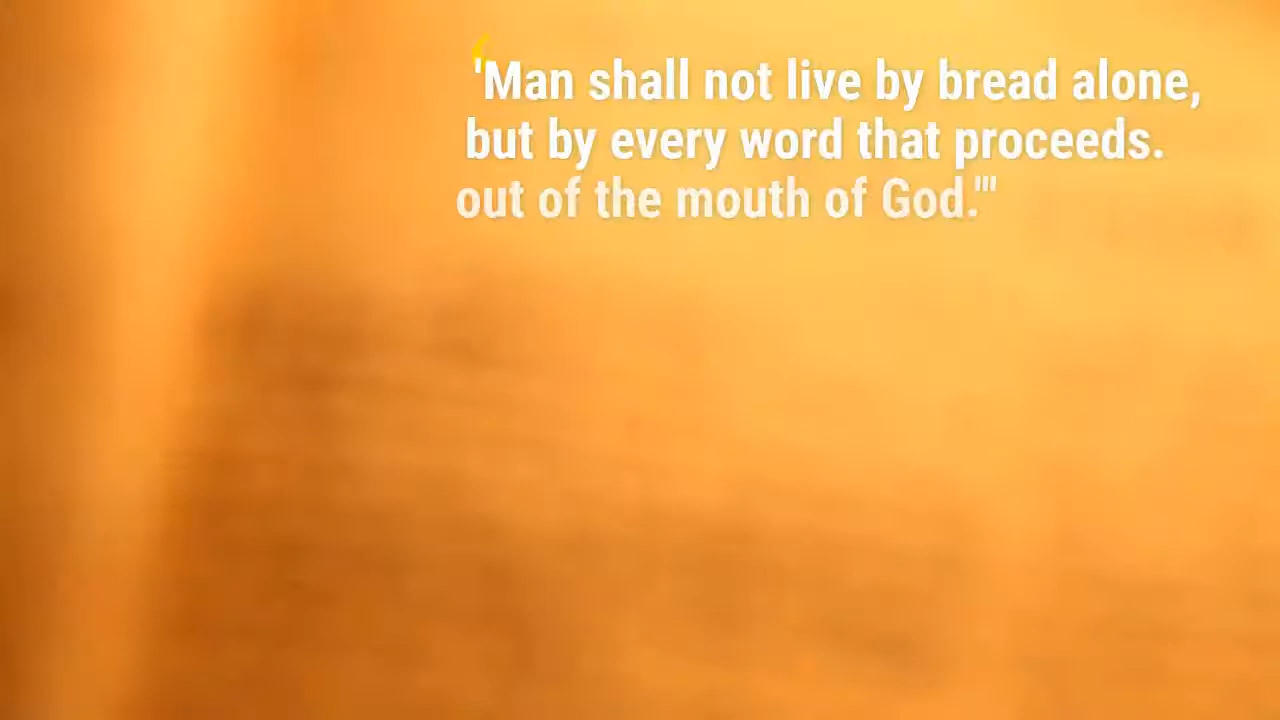 'Man shall not live by bread alone,
but by every word that proceeds.
out of the mouth of God.'"